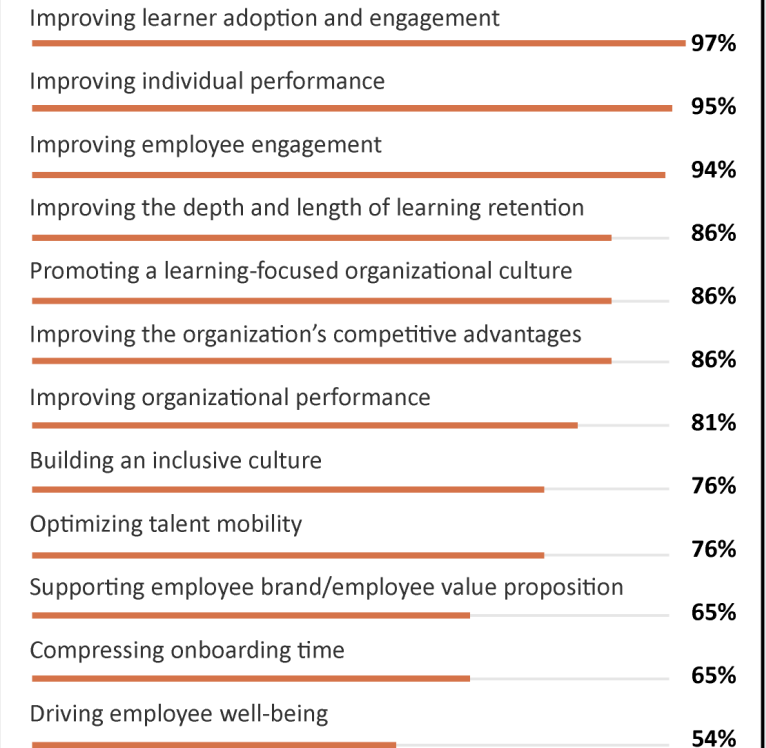 Improving learner adoption and engagement
97%
Improving individual performance
95%
Improving employee engagement
94%
Improving the depth and length of learning retention
86%
Promoting a learning-focused organizational culture
86%
Improving the organization’s competitive advantages
86%
Improving organizational performance
81%
Building an inclusive culture
76%
Optimizing talent mobility
76%
Supporting employee brand/employee value proposition
65%
Compressing onboarding time
65%
Driving employee well-being
54%